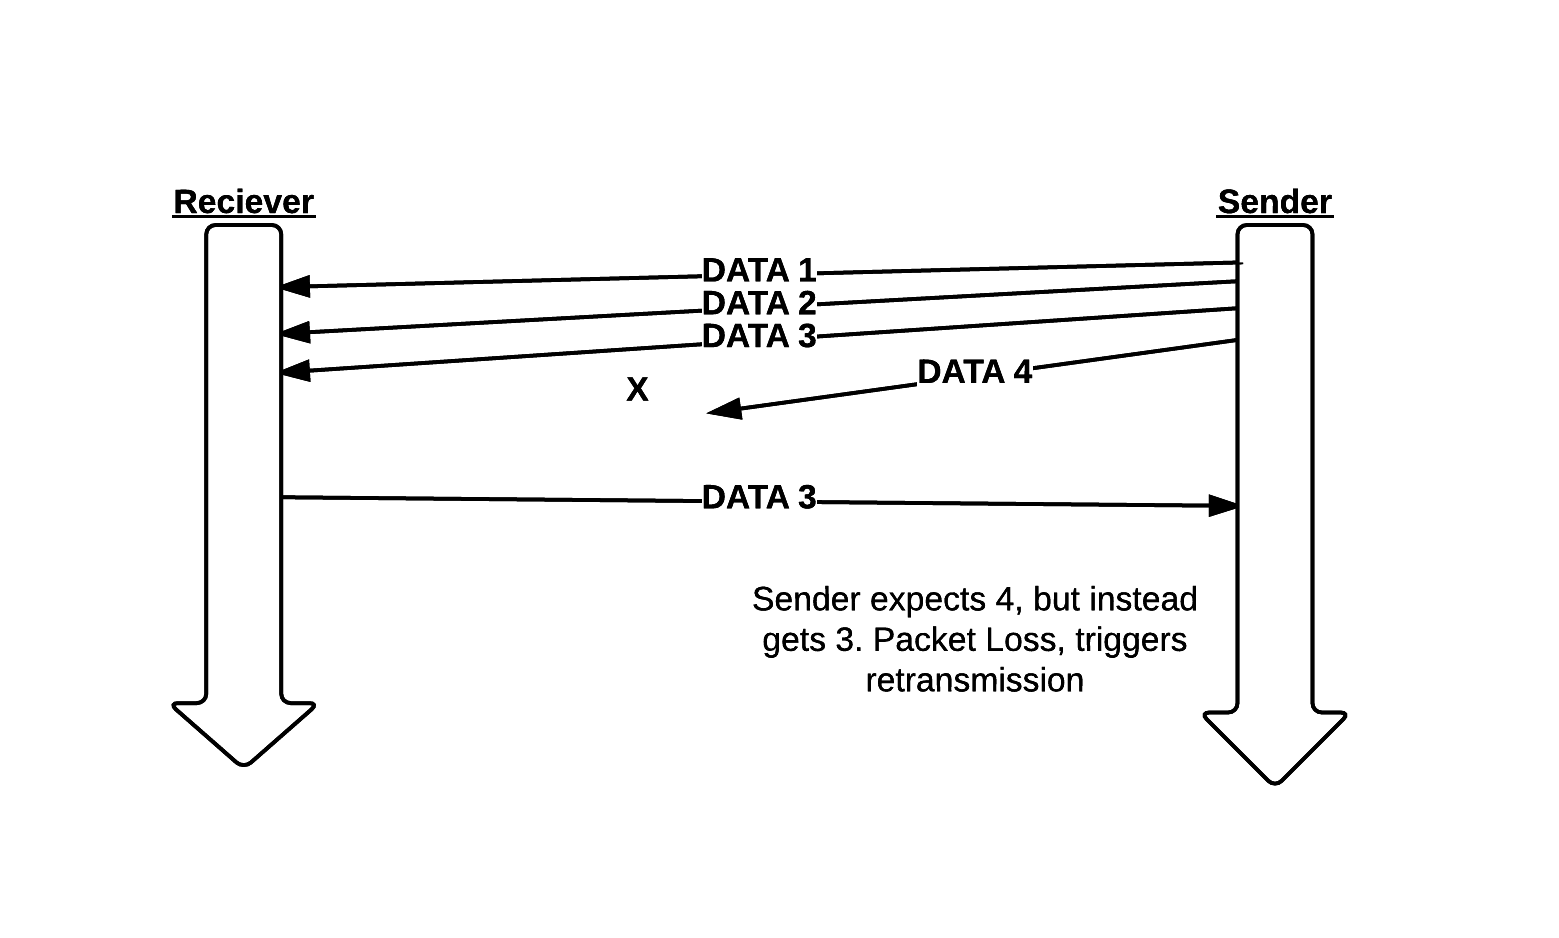 Reciever
Sender
DATA 1
DATA 2
DATA 3
DATA 4
X
DATA 3
Sender expects 4, but instead
gets 3. Packet Loss, triggers
retransmission